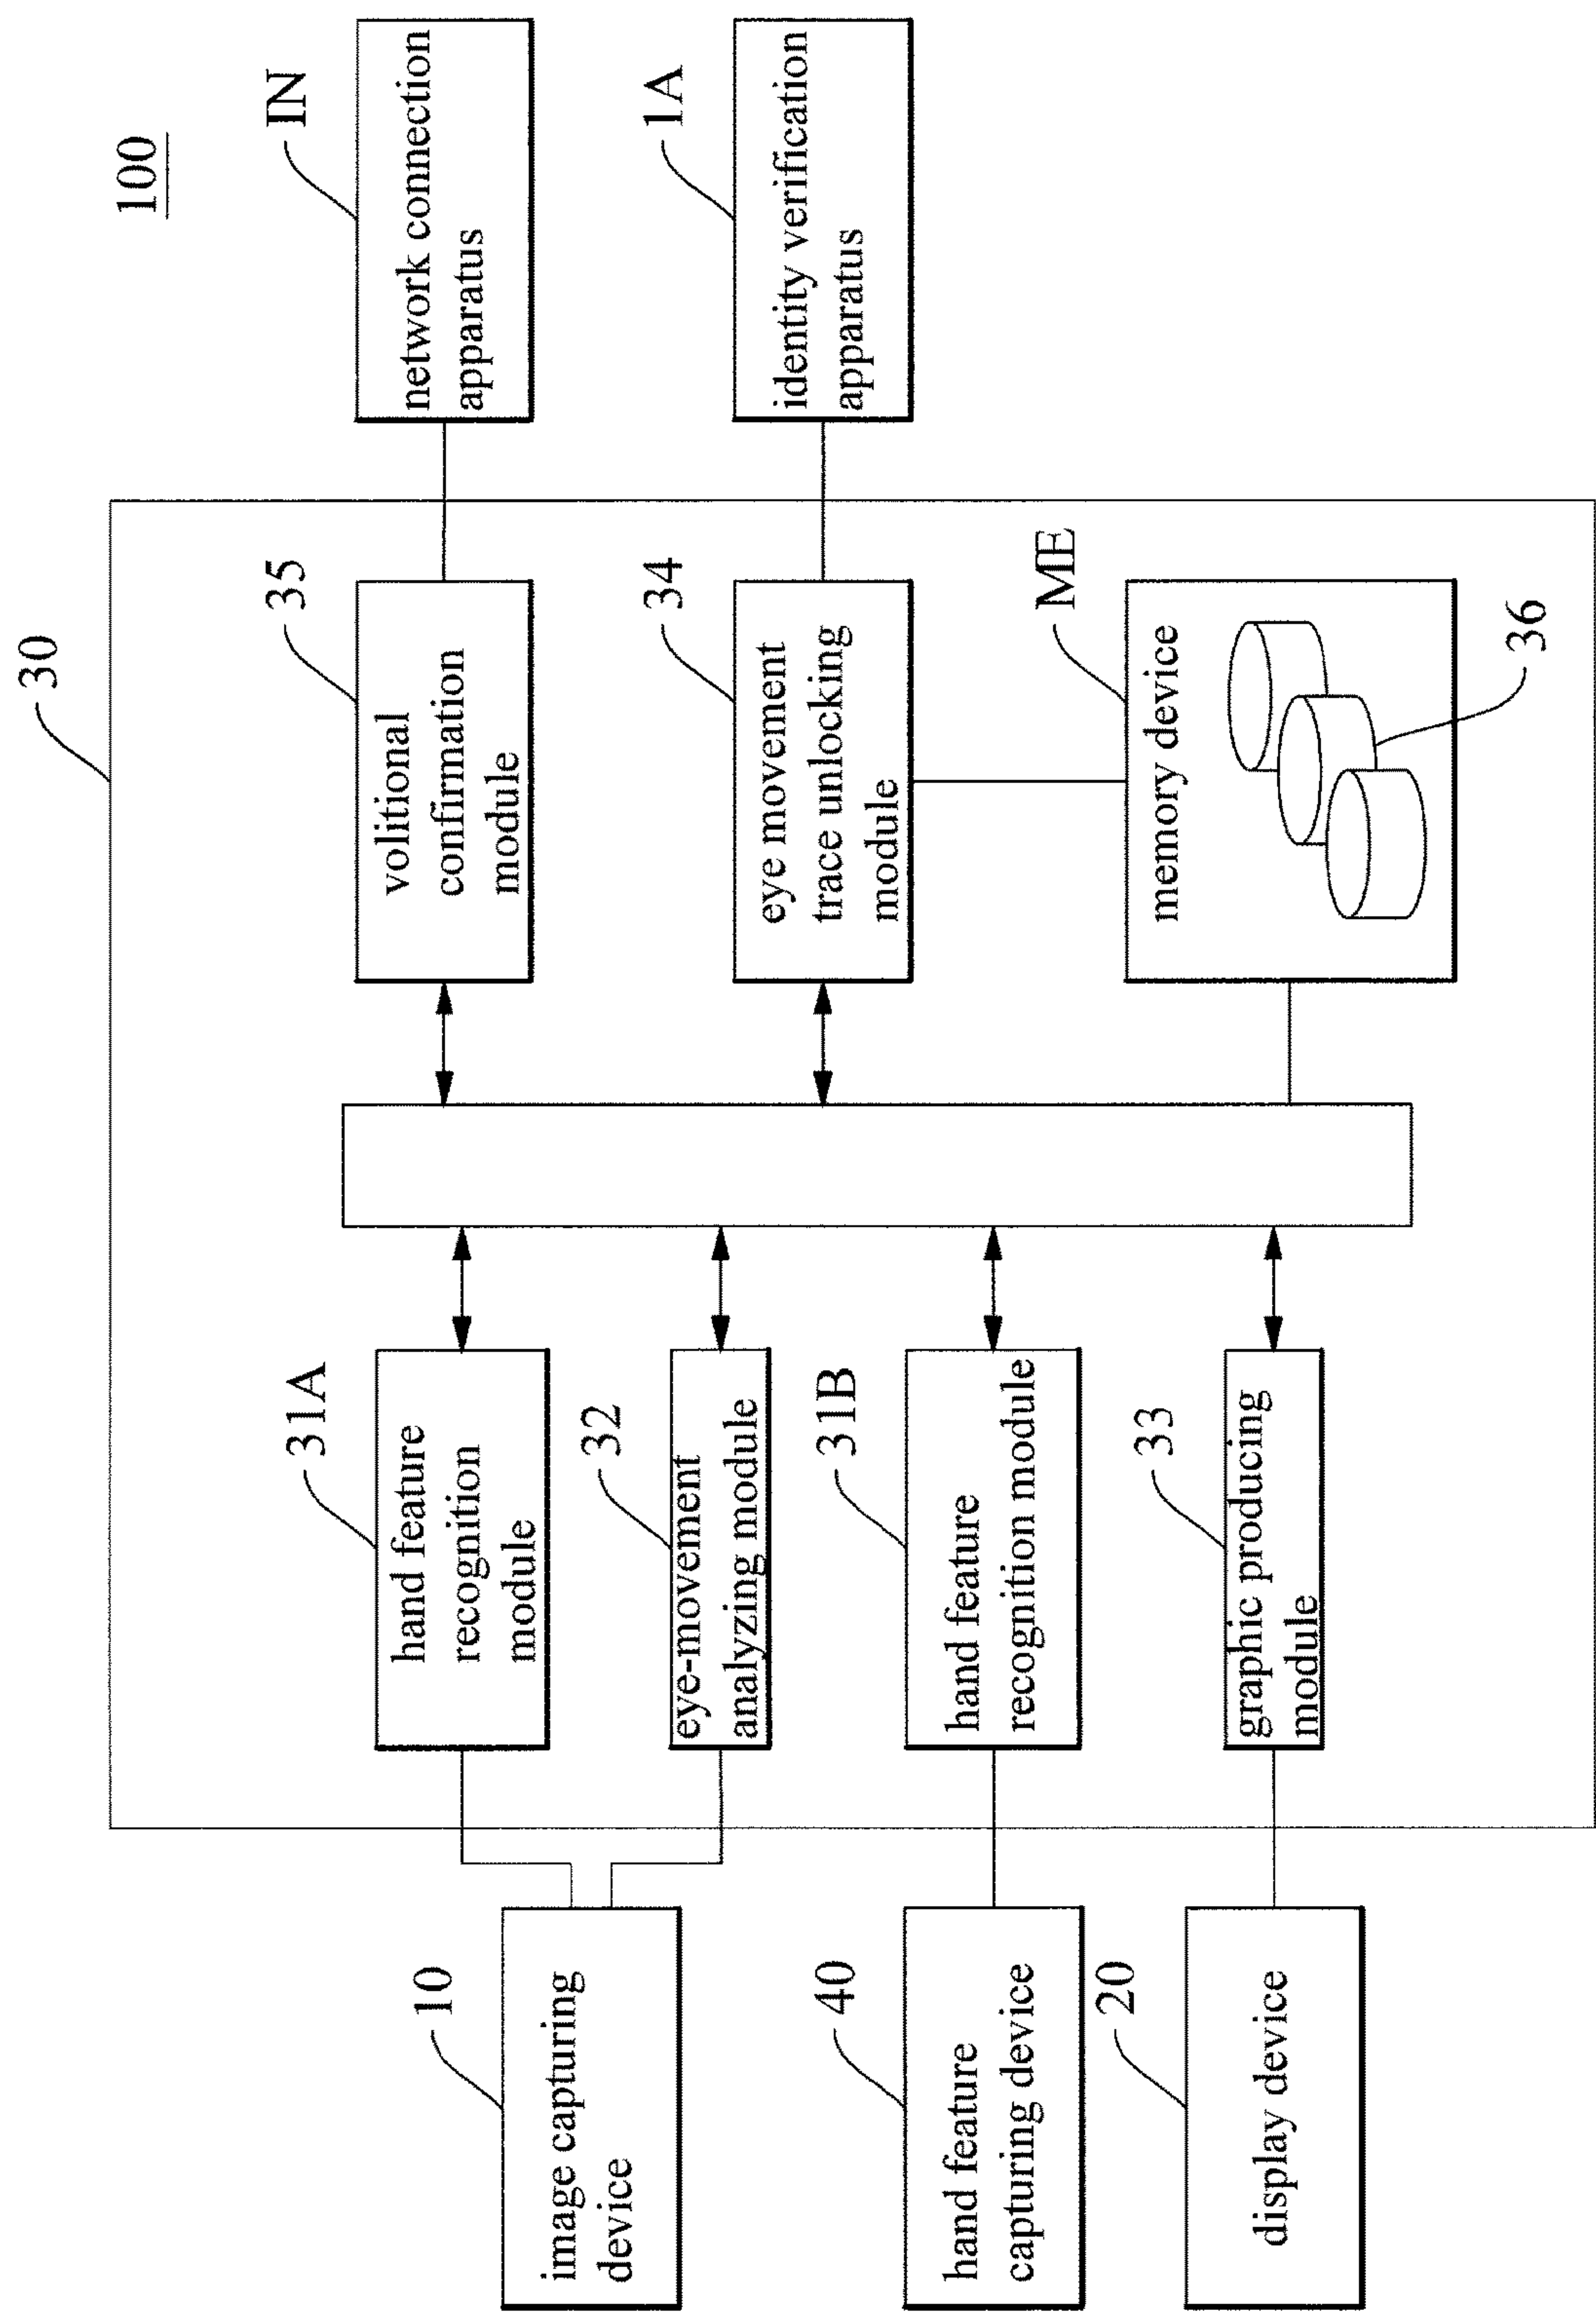 100
30
10
image capturing
device
31A
hand feature
recognition
module
35
volitional
confirmation
module
IN
network connection
apparatus
32
eye-movement
analyzing module
34
eye movement
trace unlocking
module
1A
identity verification
apparatus
40
hand feature
capturing device
31B
hand feature
recognition module
ME
memory device
36
20
display device
33
graphic producing
module